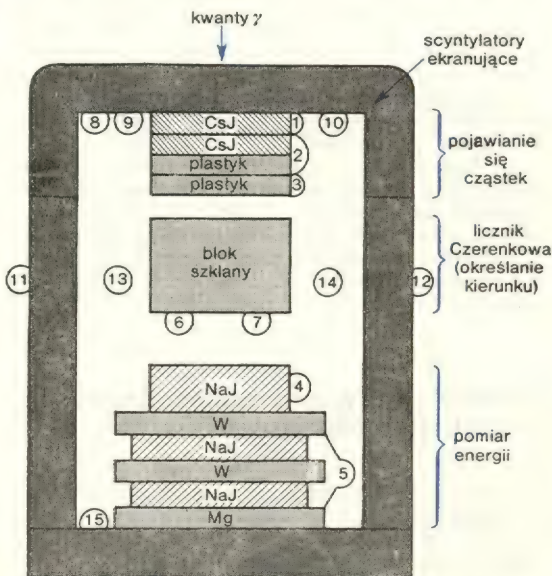 kwanty γ
scyntylatory
ekranujące
8 9 CsJ 1 10
CsJ
2
plastyk
plastyk 3
pojawianie
się
cząstek
blok
szklany
11 13 14 12
6 7
licznik
Czerenkowa
(określanie
kierunku)
NaJ 4
W
NaJ
5
W
NaJ
15 Mg
pomiar
energii